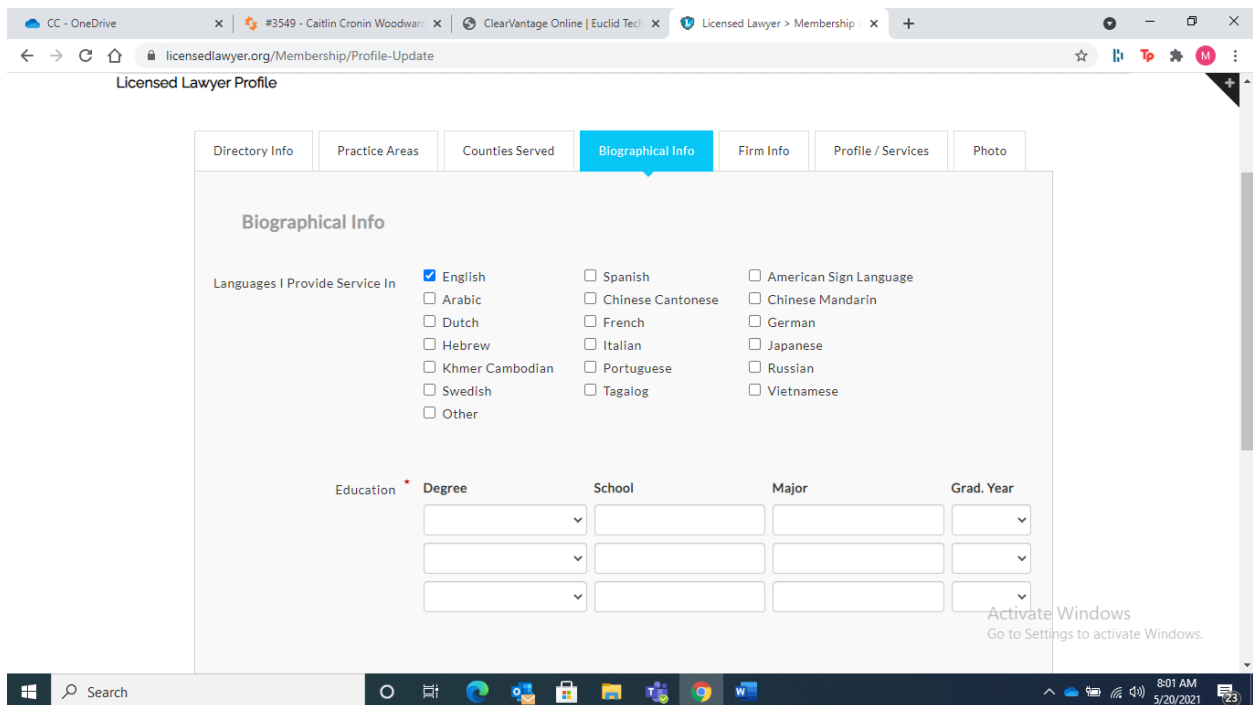 CC - OneDrive #3549 - Caitlin Cronin Woodwar ClearVantage Online | Euclid Tech Licensed Lawyer > Membership >
licensedlawyer.org/Membership/Profile-Update Tp M
Licensed Lawyer Profile
Directory Info Practice Areas Counties Served Biographical Info Firm Info Profile / Services Photo
Biographical Info
Languages I Provide Service In English Spanish American Sign Language
Arabic Chinese Cantonese Chinese Mandarin
Dutch French German
Hebrew Italian Japanese
Khmer Cambodian Portuguese Russian
Swedish Tagalog Vietnamese
Other
Education * Degree School Major Grad. Year
Activate Windows
Go to Settings to activate Windows.
Search 8:01 AM
5/20/2021 23